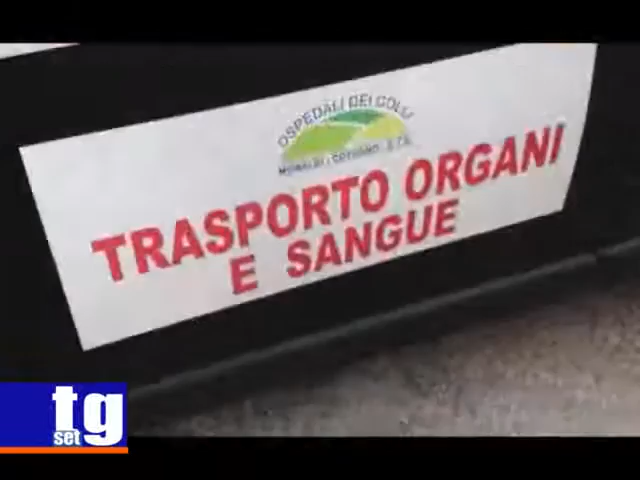 OSPEDALI DEI COLLI
TRASPORTO ORGANI
E SANGUE
tg
set